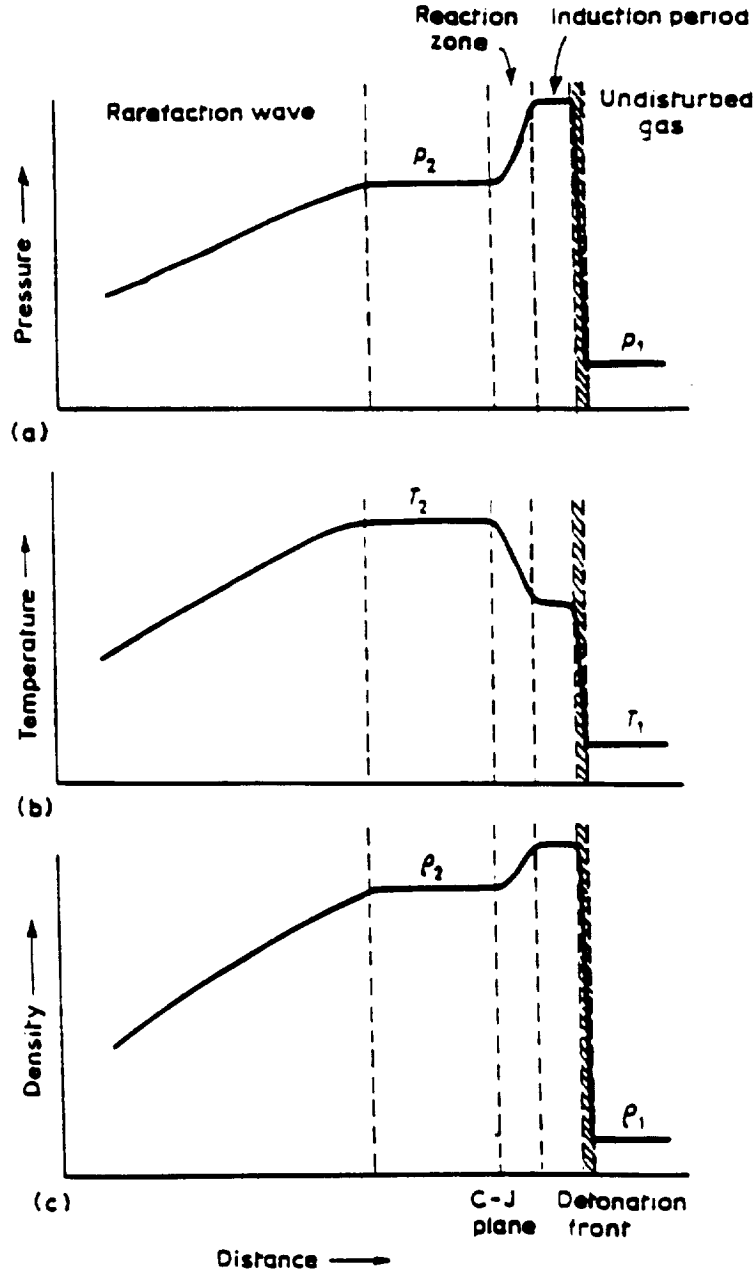 Reaction
zone
Induction period
Rarefaction wave
Undisturbed
gas
p₂
p₁
Pressure
(a)
T₂
T₁
Temperature
(b)
ρ₂
ρ₁
Density
(c)
C-J
plane
Detonation
front
Distance